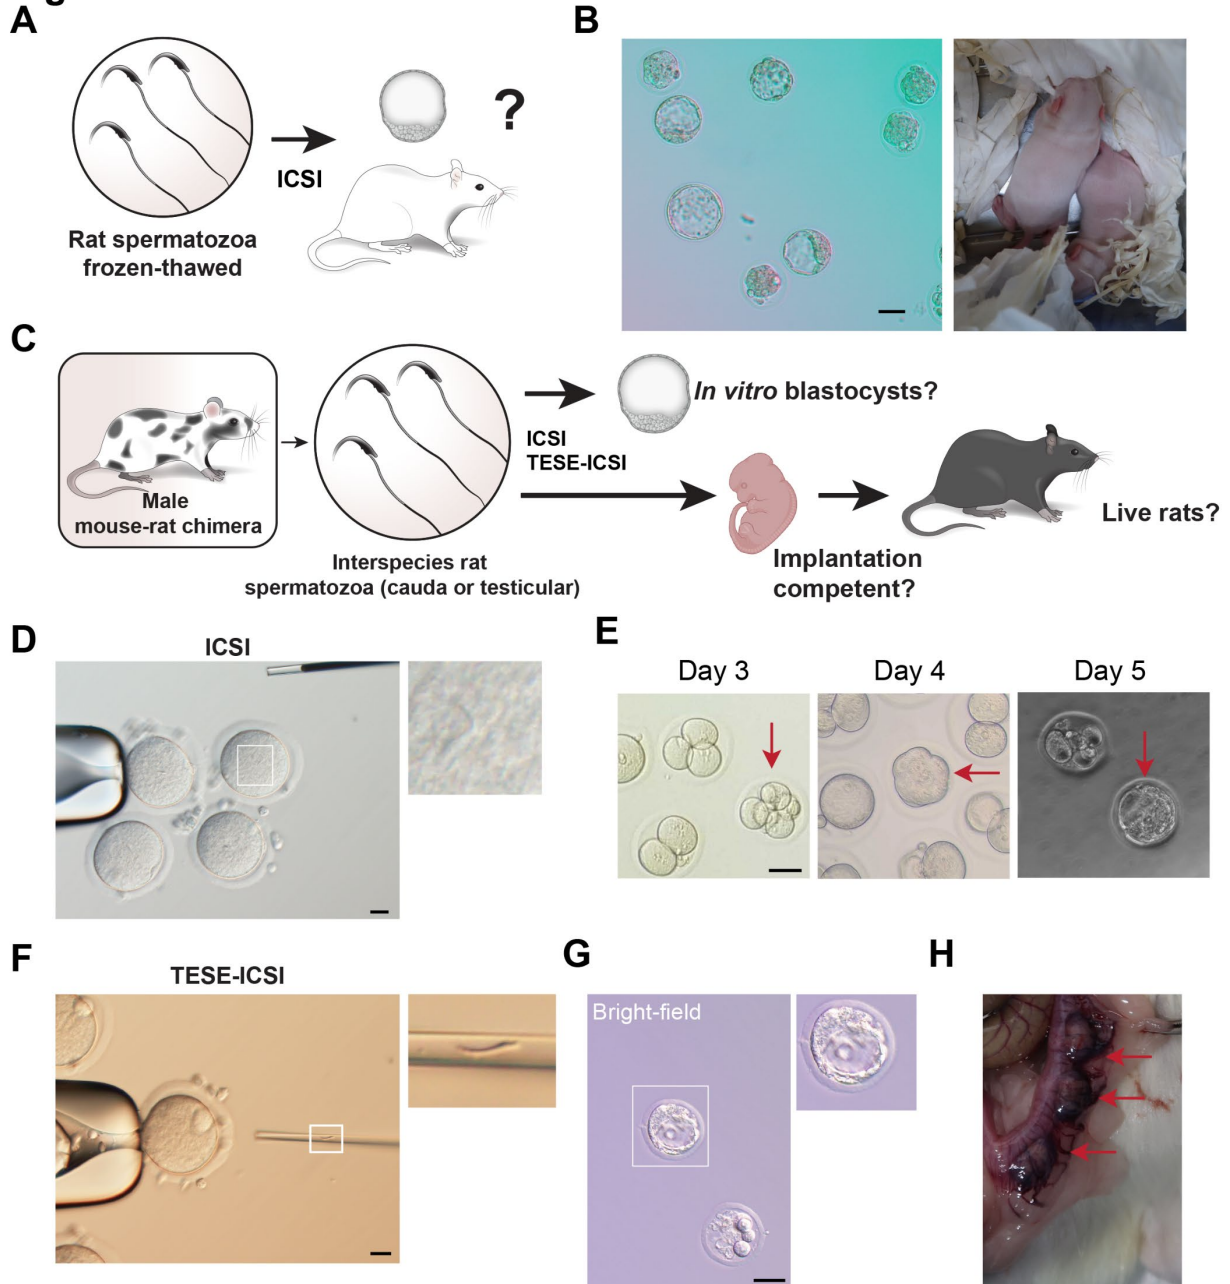 A
B
?
ICSI
Rat spermatozoa
frozen-thawed
C
In vitro blastocysts?
ICSI
TESE-ICSI
Male
mouse-rat chimera
Live rats?
Interspecies rat
spermatozoa (cauda or testicular)
Implantation
competent?
D
ICSI
E
Day 3
Day 4
Day 5
F
TESE-ICSI
G
Bright-field
H